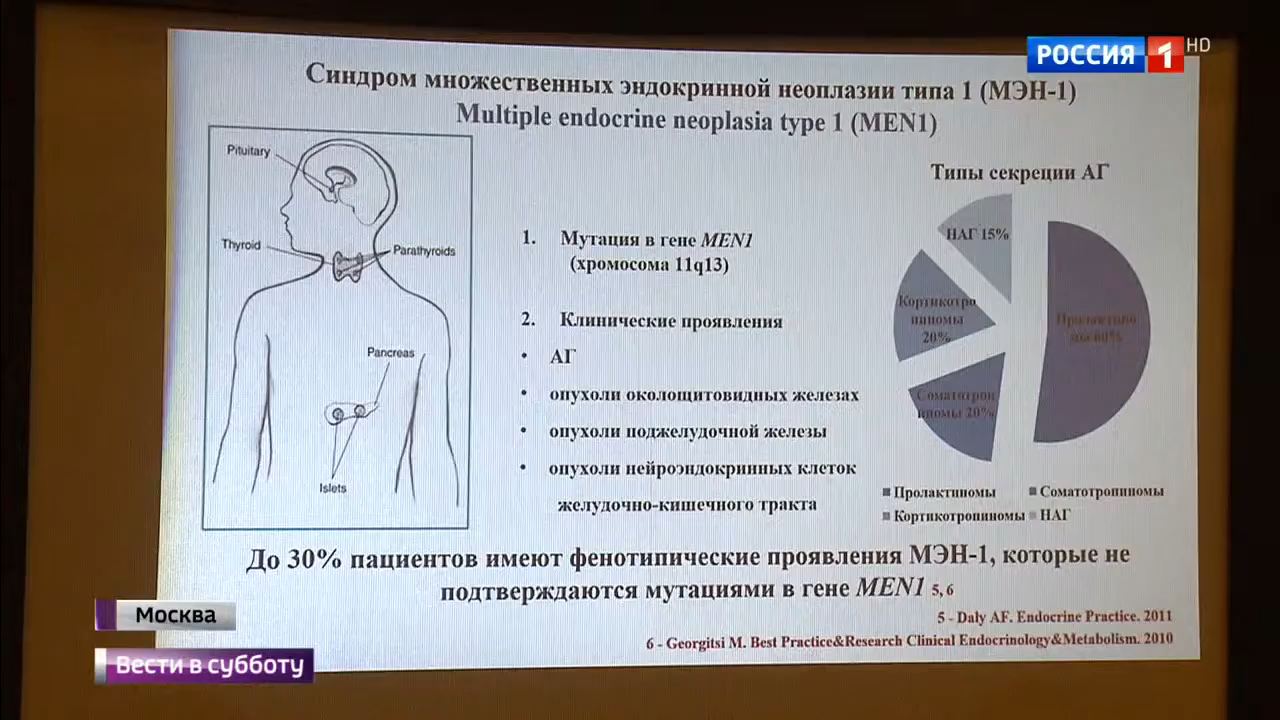 РОССИЯ 1 HD
Синдром множественных эндокринной неоплазии типа 1 (МЭН-1)
Multiple endocrine neoplasia type 1 (MEN1)
Pituitary
Thyroid
Parathyroids
Pancreas
Islets
1. Мутация в гене MEN1
(хромосома 11q13)
2. Клинические проявления
• АГ
• опухоли околощитовидных железах
• опухоли поджелудочной железы
• опухоли нейроэндокринных клеток
желудочно-кишечного тракта
Типы секреции АГ
НАГ 15%
Кортикотро
пиномы
20%
Соматотроп
иномы 20%
Пролактино
мы 60%
Пролактиномы
Соматотропиномы
Кортикотропиномы
НАГ
До 30% пациентов имеют фенотипические проявления МЭН-1, которые не
подтверждаются мутациями в гене MEN1 5, 6
5 - Daly AF. Endocrine Practice. 2011
6 - Georgitsi M. Best Practice&Research Clinical Endocrinology&Metabolism. 2010
Москва
Вести в субботу